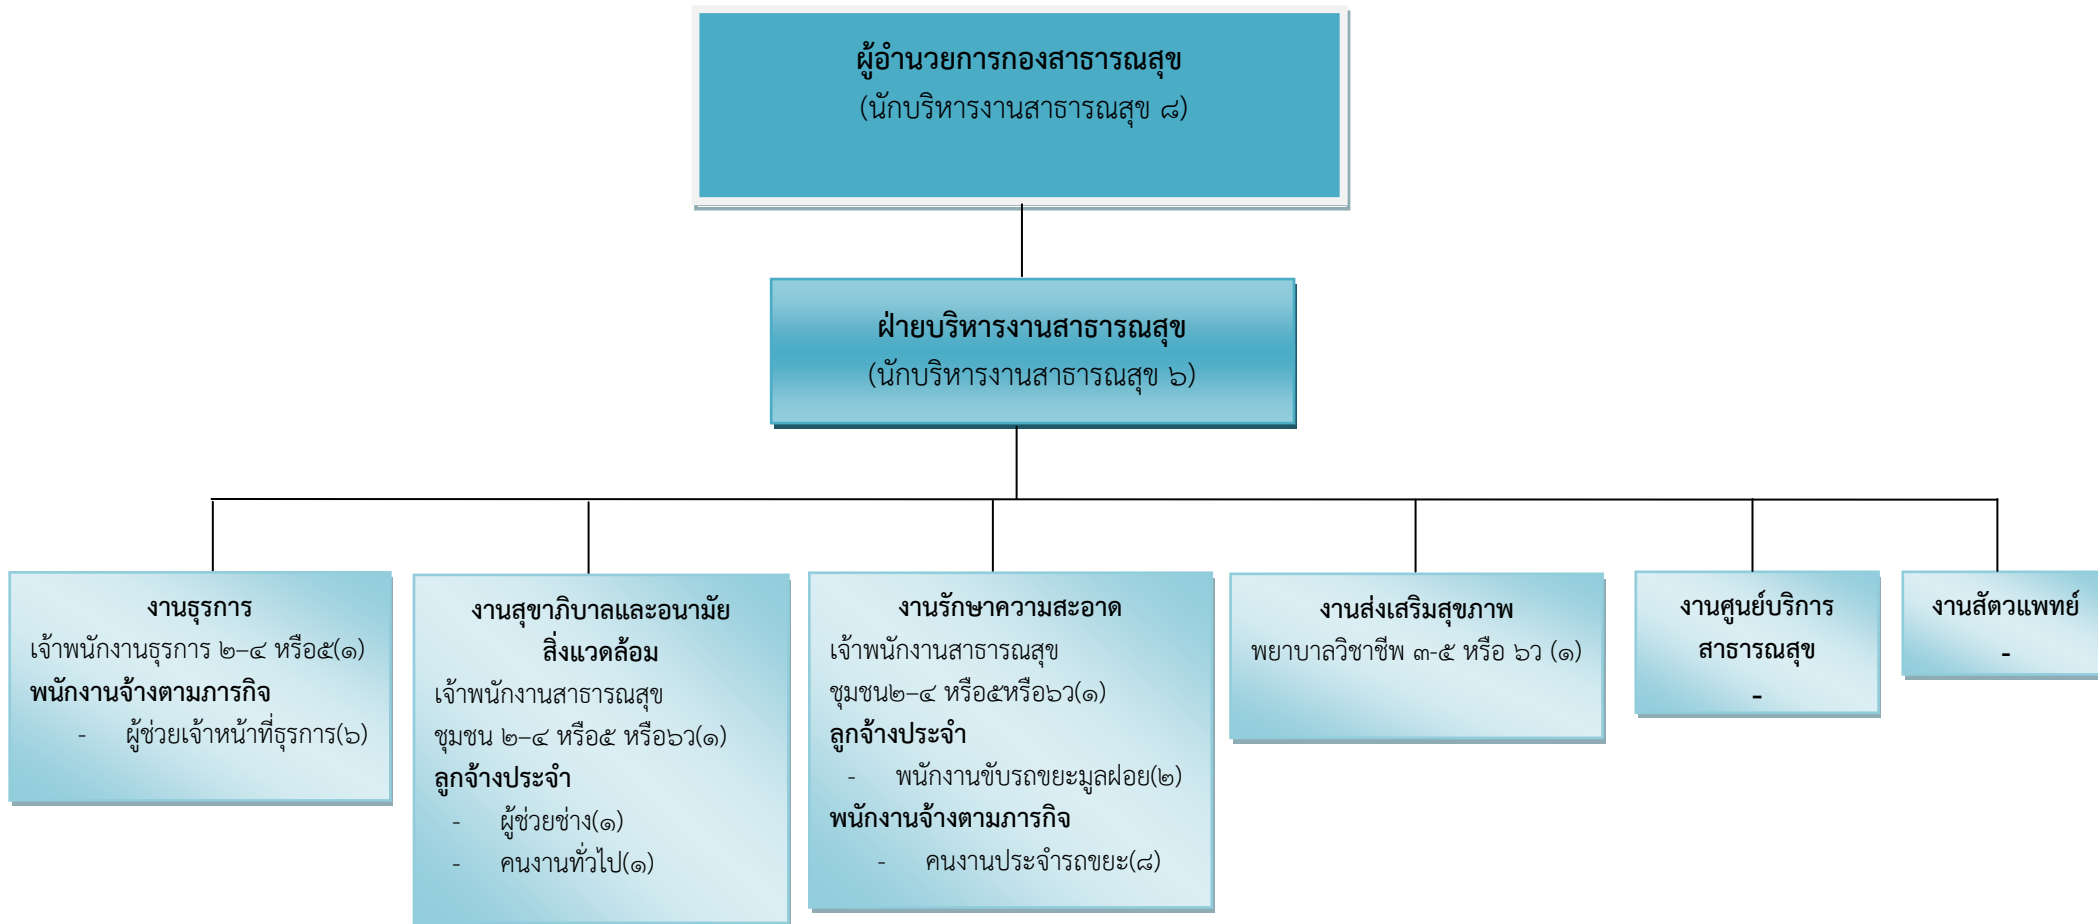 ผู้อำนวยการกองสาธารณสุข
(นักบริหารงานสาธารณสุข ๘)
ฝ่ายบริหารงานสาธารณสุข
(นักบริหารงานสาธารณสุข ๖)
งานธุรการ
เจ้าพนักงานธุรการ ๒–๔ หรือ๕(๑)
พนักงานจ้างตามภารกิจ
- ผู้ช่วยเจ้าหน้าที่ธุรการ(๖)
งานสุขาภิบาลและอนามัย
สิ่งแวดล้อม
เจ้าพนักงานสาธารณสุข
ชุมชน ๒–๔ หรือ๕ หรือ๖ว(๑)
ลูกจ้างประจำ
- ผู้ช่วยช่าง(๑)
- คนงานทั่วไป(๑)
งานรักษาความสะอาด
เจ้าพนักงานสาธารณสุข
ชุมชน๒–๔ หรือ๕หรือ๖ว(๑)
ลูกจ้างประจำ
- พนักงานขับรถขยะมูลฝอย(๒)
พนักงานจ้างตามภารกิจ
- คนงานประจำรถขยะ(๘)
งานส่งเสริมสุขภาพ
พยาบาลวิชาชีพ ๓-๕ หรือ ๖ว (๑)
งานศูนย์บริการ
สาธารณสุข
-
งานสัตวแพทย์
-